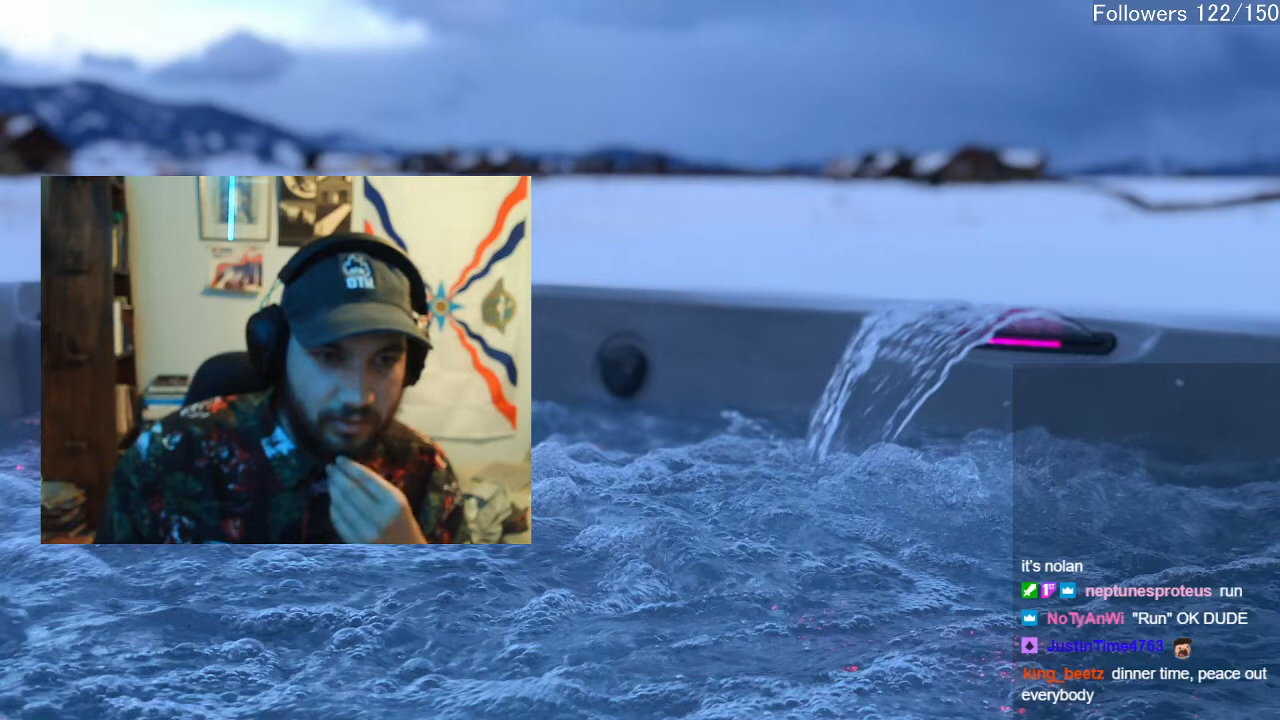 Followers 122/150
it's nolan
neptunesproteus run
NoTyAnWi "Run" OK DUDE
JustinTime4763
king_beetz dinner time, peace out
everybody